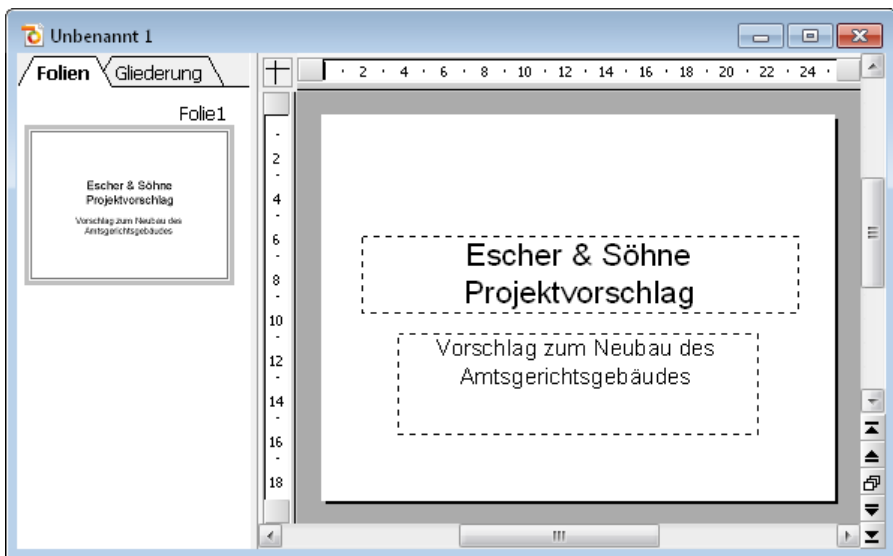 Unbenannt 1
Folien Gliederung
Folie1
Escher & Söhne
Projektvorschlag
Vorschlag zum Neubau des
Amtsgerichtsgebäudes
2 4 6 8 10 12 14 16 18 20 22 24
2
4
6
8
10
12
14
16
18
Escher & Söhne
Projektvorschlag
Vorschlag zum Neubau des
Amtsgerichtsgebäudes